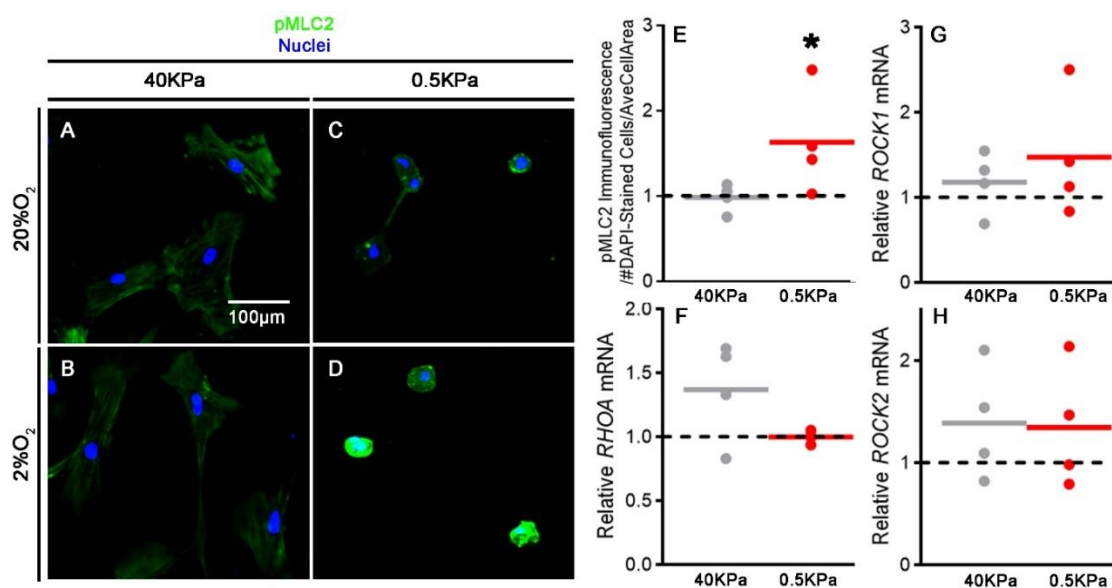 pMLC2
Nuclei
40KPa
0.5KPa
20%O₂
2%O₂
A
100µm
C
B
D
E
pMLC2 Immunofluorescence
/#DAPI-Stained Cells/AveCellArea
3
2
1
0
*
40KPa
0.5KPa
G
Relative ROCK1 mRNA
3
2
1
0
40KPa
0.5KPa
F
Relative RHOA mRNA
2.0
1.5
1.0
0.5
0.0
40KPa
0.5KPa
H
Relative ROCK2 mRNA
2
1
0
40KPa
0.5KPa